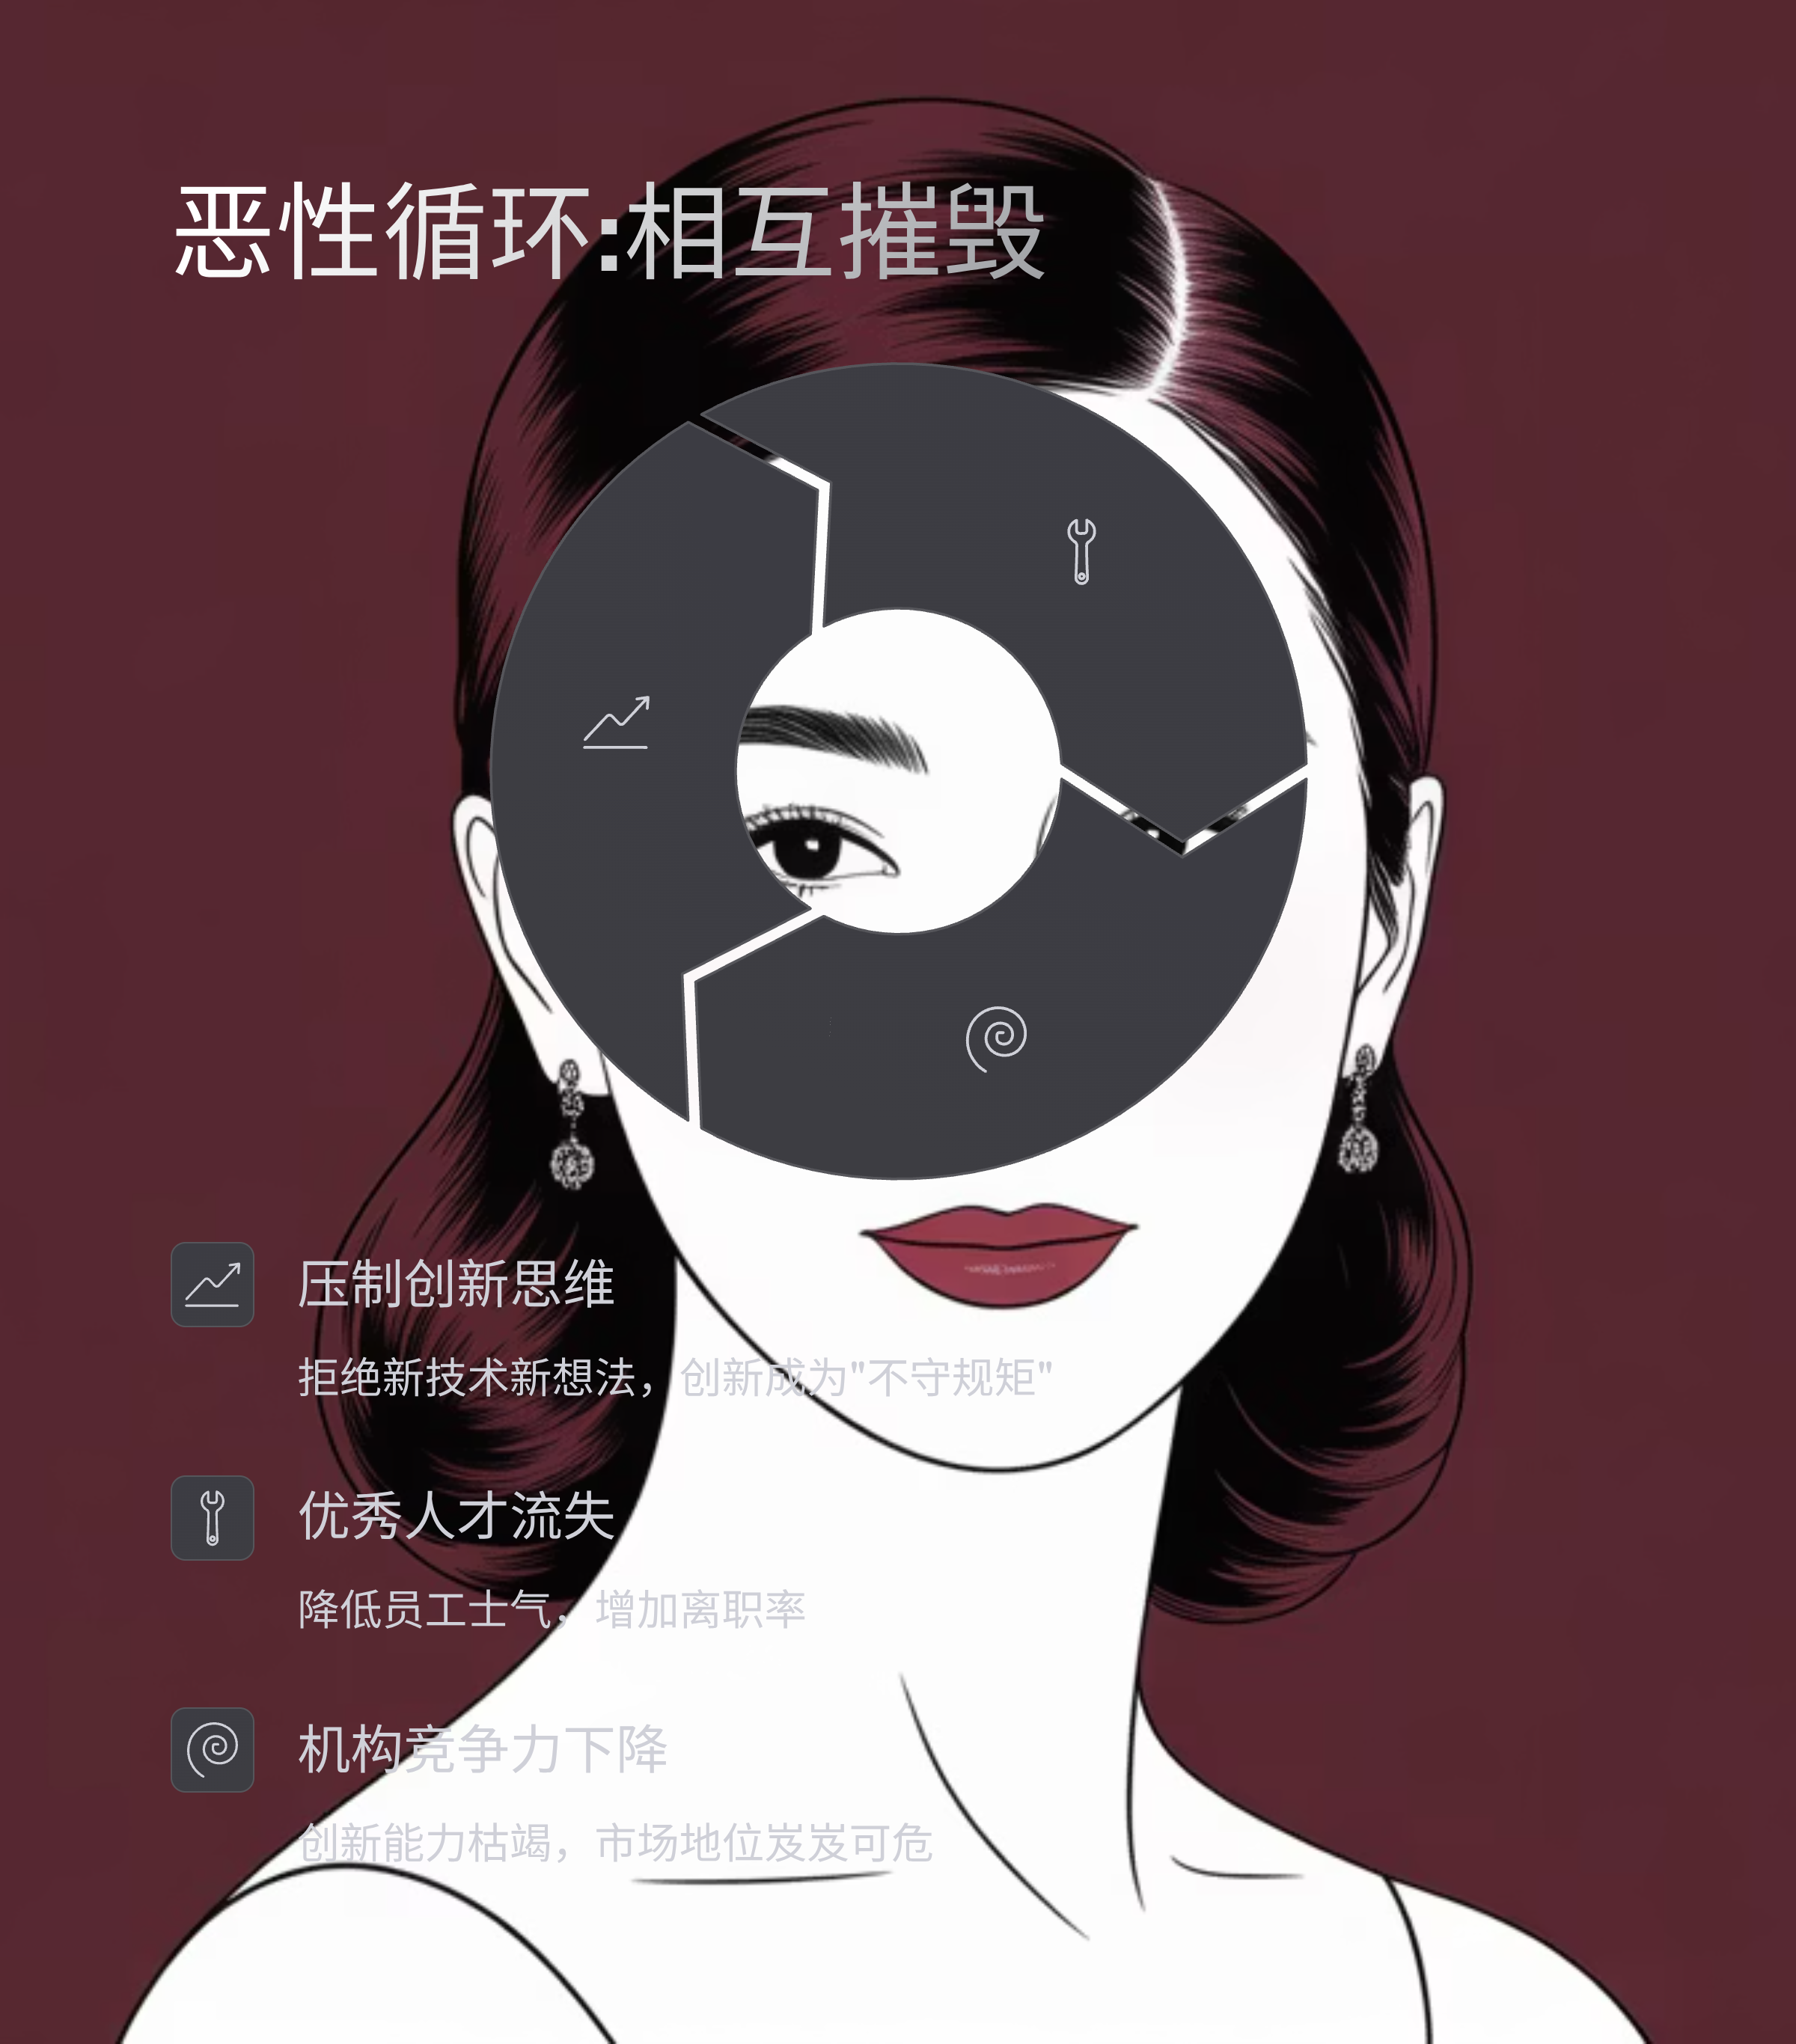 恶性循环:相互摧毁
压制创新思维
拒绝新技术新想法，创新成为"不守规矩"
优秀人才流失
降低员工士气，增加离职率
机构竞争力下降
创新能力枯竭，市场地位岌岌可危